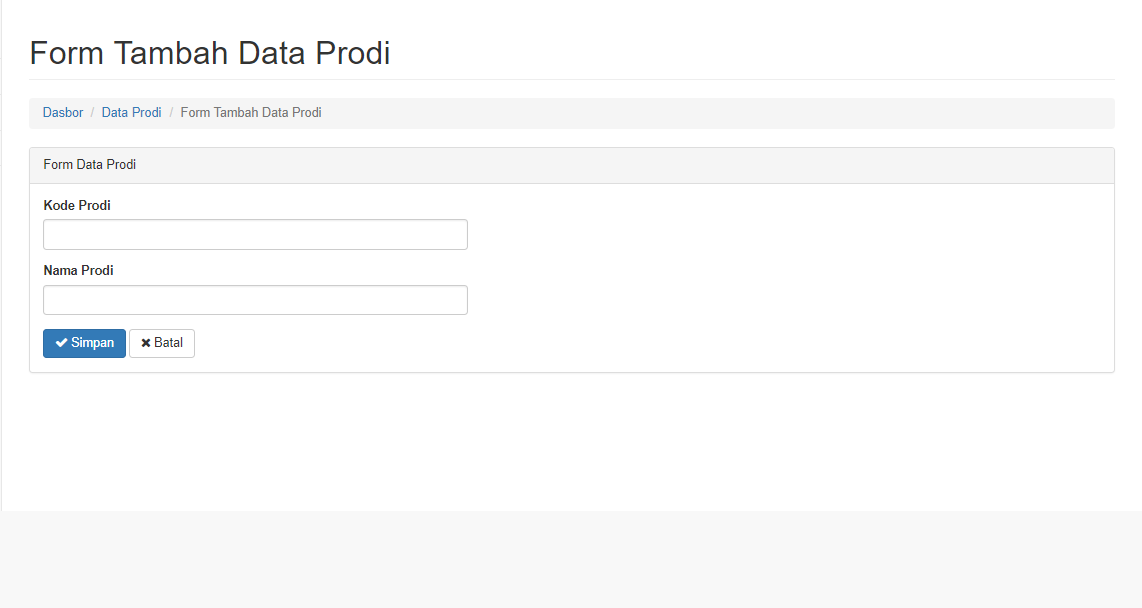 Form Tambah Data Prodi
Dasbor / Data Prodi / Form Tambah Data Prodi
Form Data Prodi
Kode Prodi
Nama Prodi
Simpan Batal